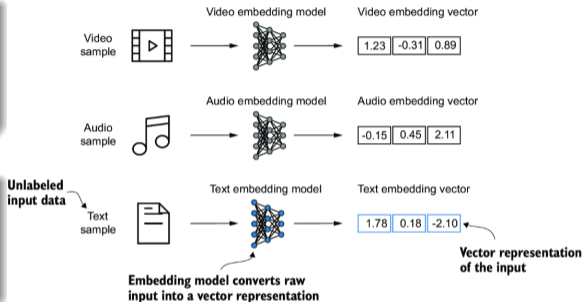 Video embedding model
Video embedding vector
Video
sample
1.23 -0.31 0.89
Audio embedding model
Audio embedding vector
Audio
sample
-0.15 0.45 2.11
Unlabeled
input data
Text embedding model
Text embedding vector
Text
sample
1.78 0.18 -2.10
Vector representation
of the input
Embedding model converts raw
input into a vector representation